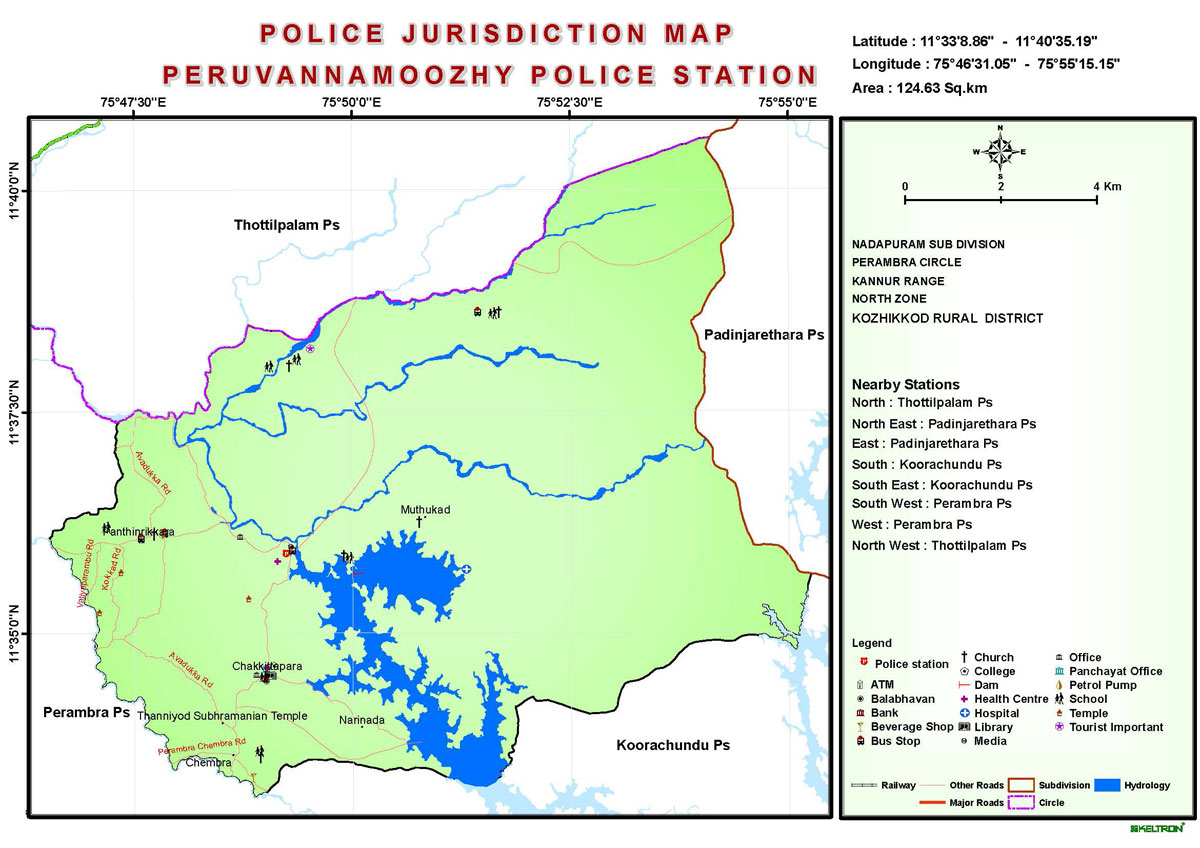 POLICE JURISDICTION MAP
PERUVANNAMOOZHY POLICE STATION
Latitude : 11°33'8.86" - 11°40'35.19"
Longitude : 75°46'31.05" - 75°55'15.15"
Area : 124.63 Sq.km
75°47'30"E
75°50'0"E
75°52'30"E
75°55'0"E
11°40'0"N
11°37'30"N
11°35'0"N
Thottilpalam Ps
Padinjarethara Ps
Avadukka Rd
Muthukad
Panthirikkara
Kokkad Rd
Chakkittapara
Avadukka Rd
Perambra Ps
Thanniyod Subhramanian Temple
Narinada
Perambra Chembra Rd
Chembra
Koorachundu Ps
N
W
E
S
0
2
4 Km
NADAPURAM SUB DIVISION
PERAMBRA CIRCLE
KANNUR RANGE
NORTH ZONE
KOZHIKKOD RURAL DISTRICT
Nearby Stations
North : Thottilpalam Ps
North East : Padinjarethara Ps
East : Padinjarethara Ps
South : Koorachundu Ps
South East : Koorachundu Ps
South West : Perambra Ps
West : Perambra Ps
North West : Thottilpalam Ps
Legend
Police station
ATM
Balabhavan
Bank
Beverage Shop
Bus Stop
Church
College
Dam
Health Centre
Hospital
Library
Media
Office
Panchayat Office
Petrol Pump
School
Temple
Tourist Important
Railway
Other Roads
Subdivision
Hydrology
Major Roads
Circle
KELTRON